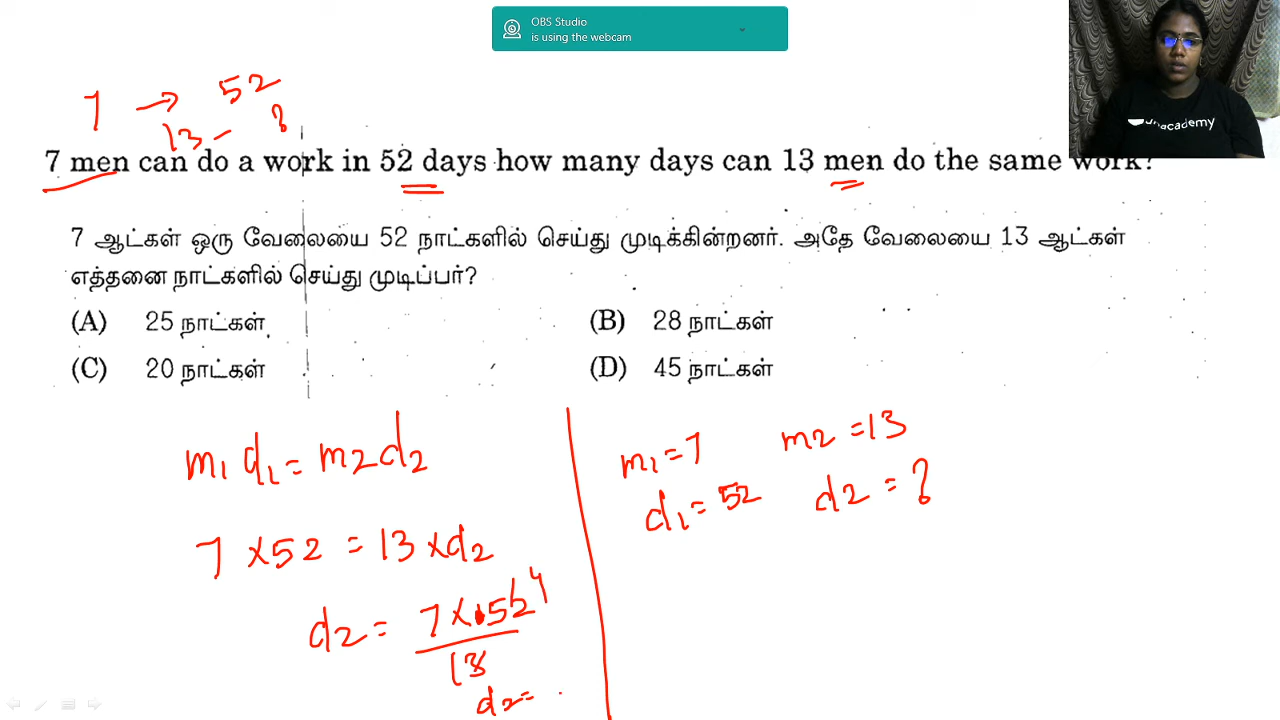 OBS Studio
is using the webcam
7 → 52
13 - ?
7 men can do a work in 52 days how many days can 13 men do the same work?
7 ஆட்கள் ஒரு வேலையை 52 நாட்களில் செய்து முடிக்கின்றனர். அதே வேலையை 13 ஆட்கள்
எத்தனை நாட்களில் செய்து முடிப்பர்?
(A) 25 நாட்கள்
(B) 28 நாட்கள்
(C) 20 நாட்கள்
(D) 45 நாட்கள்
m1 d1 = m2 d2
7 × 52 = 13 × d2
d2 = 7 × 52 4
13
d2 =
m1 = 7 m2 = 13
d1 = 52 d2 = ?